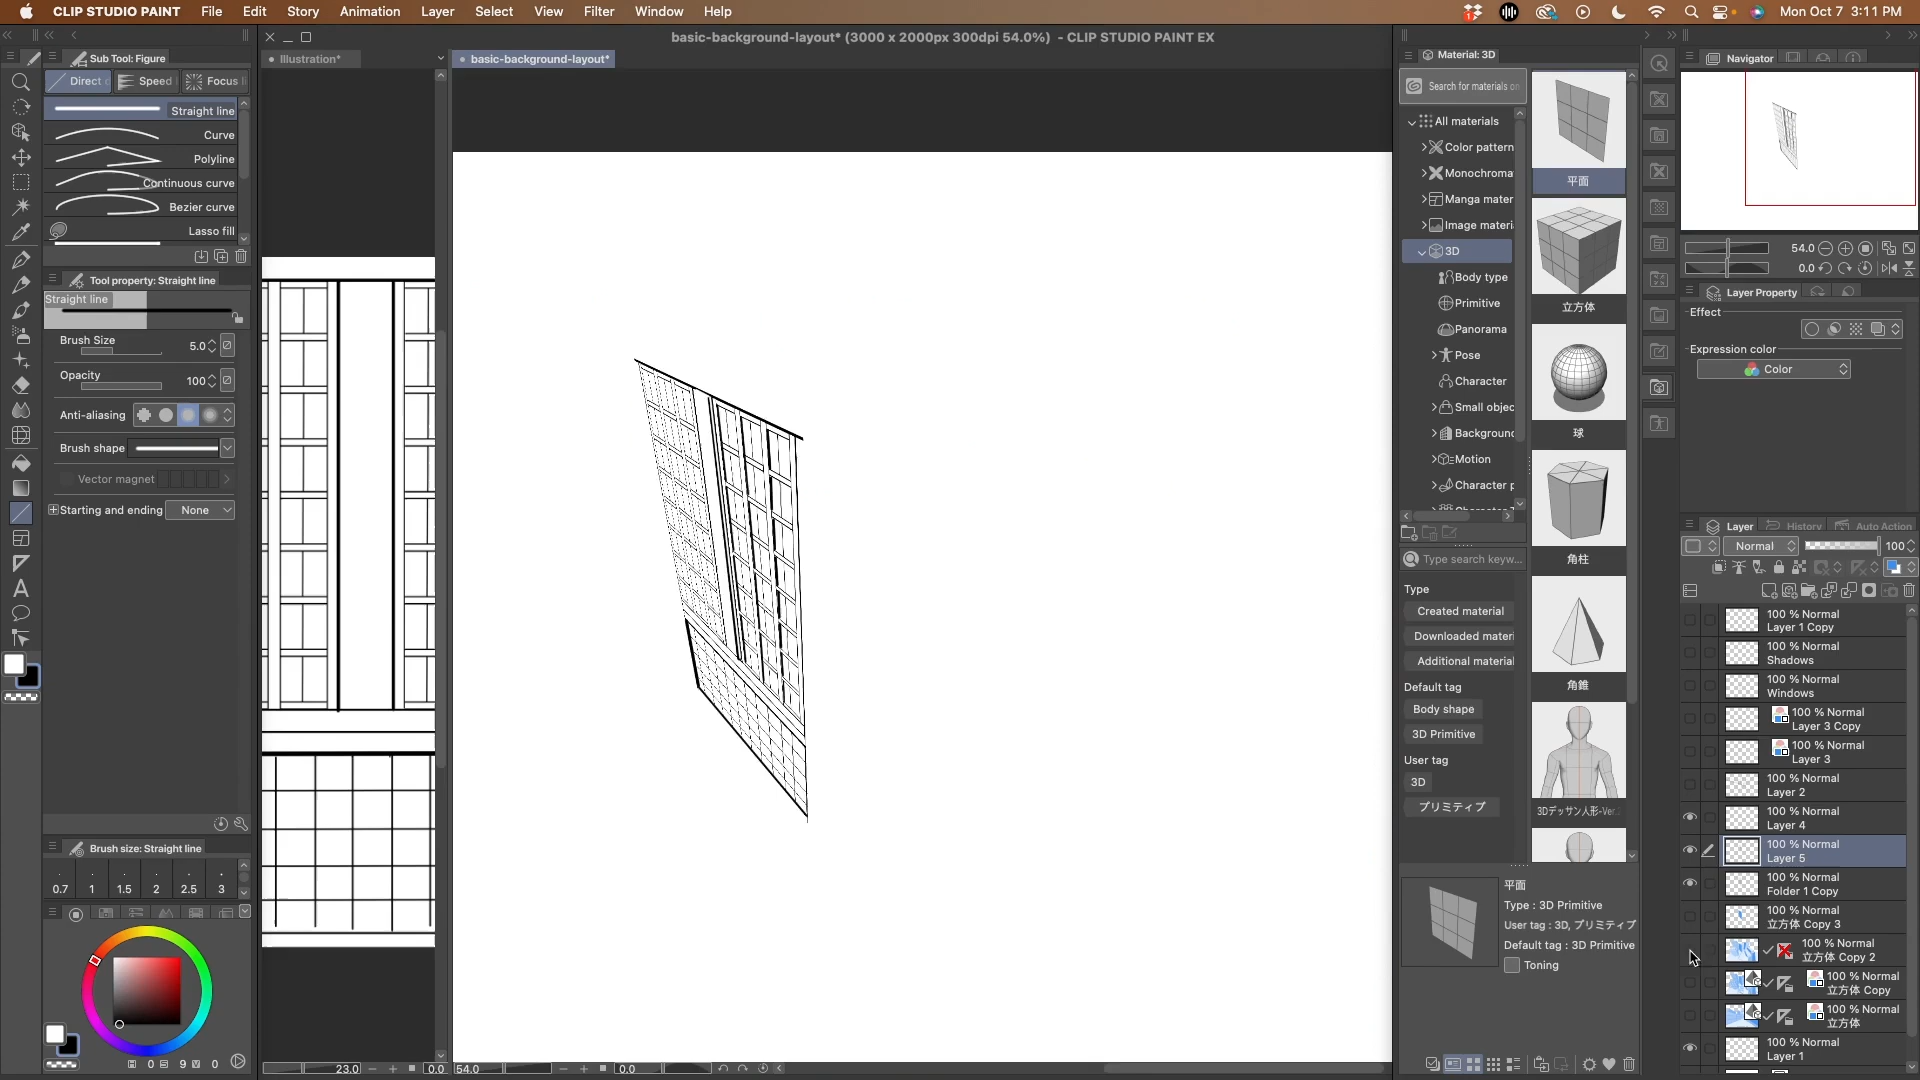 CLIP STUDIO PAINT File Edit Story Animation Layer Select View Filter Window Help Mon Oct 7 3:11 PM
basic-background-layout* (3000 x 2000px 300dpi 54.0%) - CLIP STUDIO PAINT EX
Sub Tool: Figure
Direct Speed Focus
Straight line
Curve
Polyline
Continuous curve
Bezier curve
Lasso fill
Tool property: Straight line
Straight line
Brush Size 5.0
Opacity 100
Anti-aliasing
Brush shape
Vector magnet
Starting and ending None
Brush size: Straight line
0.7 1 1.5 2 2.5 3
0 9 0
Illustration* basic-background-layout*
23.0 0.0 54.0 0.0
Material: 3D
Search for materials on
All materials
Color pattern
Monochroma
Manga mater
Image materi
3D
Body type
Primitive
Panorama
Pose
Character
Small objec
Background
Motion
Character p
Type search keyw...
Type
Created material
Downloaded materi
Additional material
Default tag
Body shape
3D Primitive
User tag
3D
プリミティブ
平面
立方体
球
角柱
角錐
3Dデッサン人形-Ver.
平面
Type : 3D Primitive
User tag : 3D, プリミティブ
Default tag : 3D Primitive
Toning
Navigator
54.0
0.0
Layer Property
Effect
Expression color
Color
Layer History Auto Action
Normal 100
100 % Normal
Layer 1 Copy
100 % Normal
Shadows
100 % Normal
Windows
100 % Normal
Layer 3 Copy
100 % Normal
Layer 3
100 % Normal
Layer 2
100 % Normal
Layer 4
100 % Normal
Layer 5
100 % Normal
Folder 1 Copy
100 % Normal
立方体 Copy 3
100 % Normal
立方体 Copy 2
100 % Normal
立方体 Copy
100 % Normal
立方体
100 % Normal
Layer 1